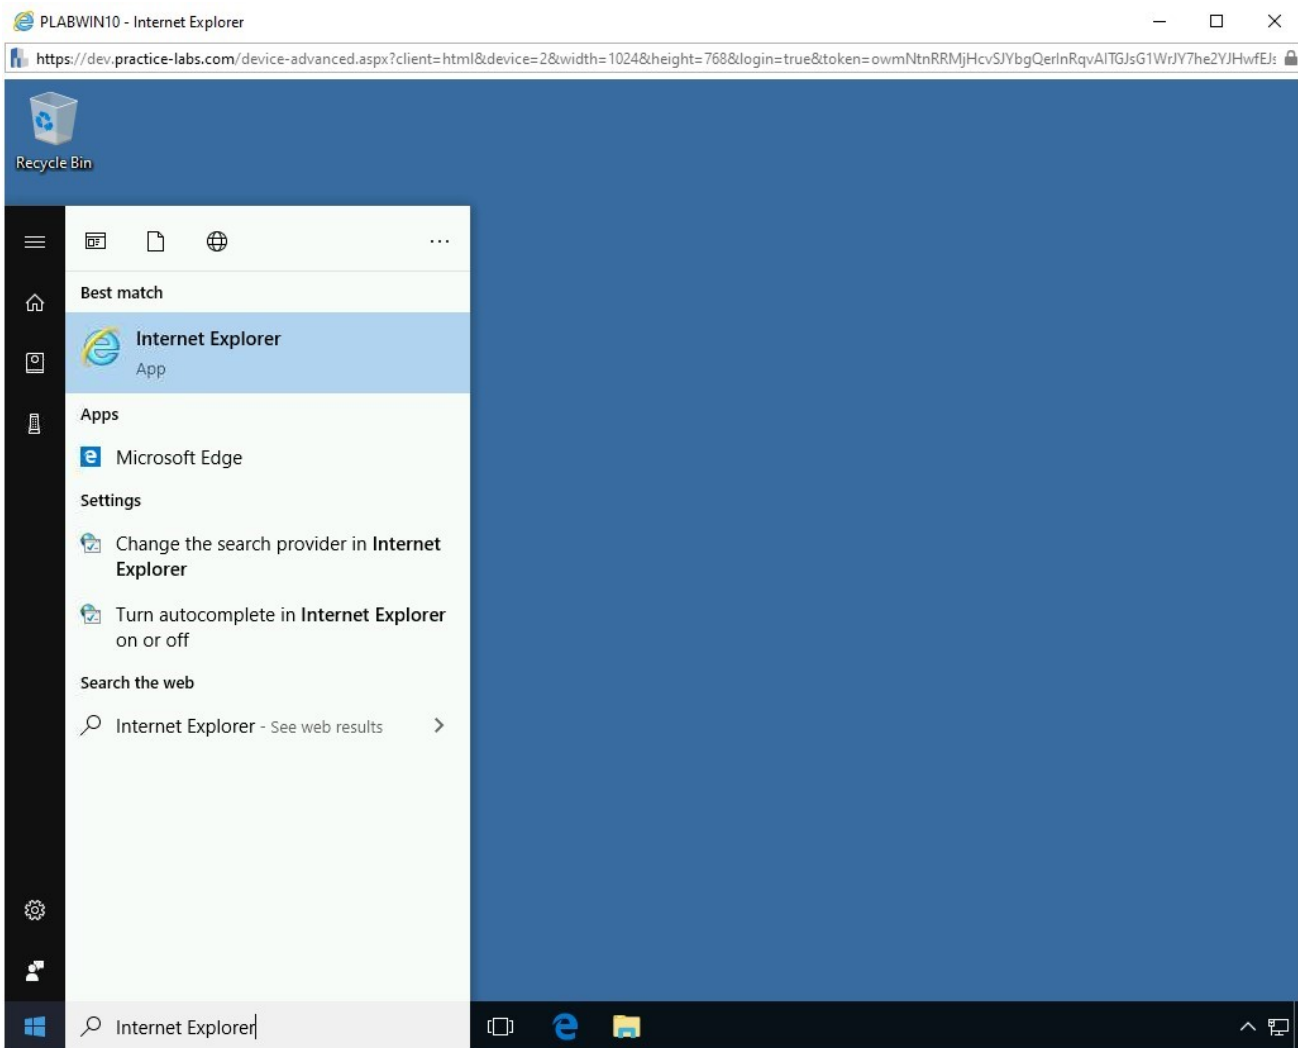 PLABWIN10 - Internet Explorer
https://dev.practice-labs.com/device-advanced.aspx?client=html&device=2&width=1024&height=768&login=true&token=
Recycle Bin
Best match
Internet Explorer
App
Apps
Microsoft Edge
Settings
Change the search provider in Internet
Explorer
Turn autocomplete in Internet Explorer
on or off
Search the web
Internet Explorer - See web results
Internet Explorer